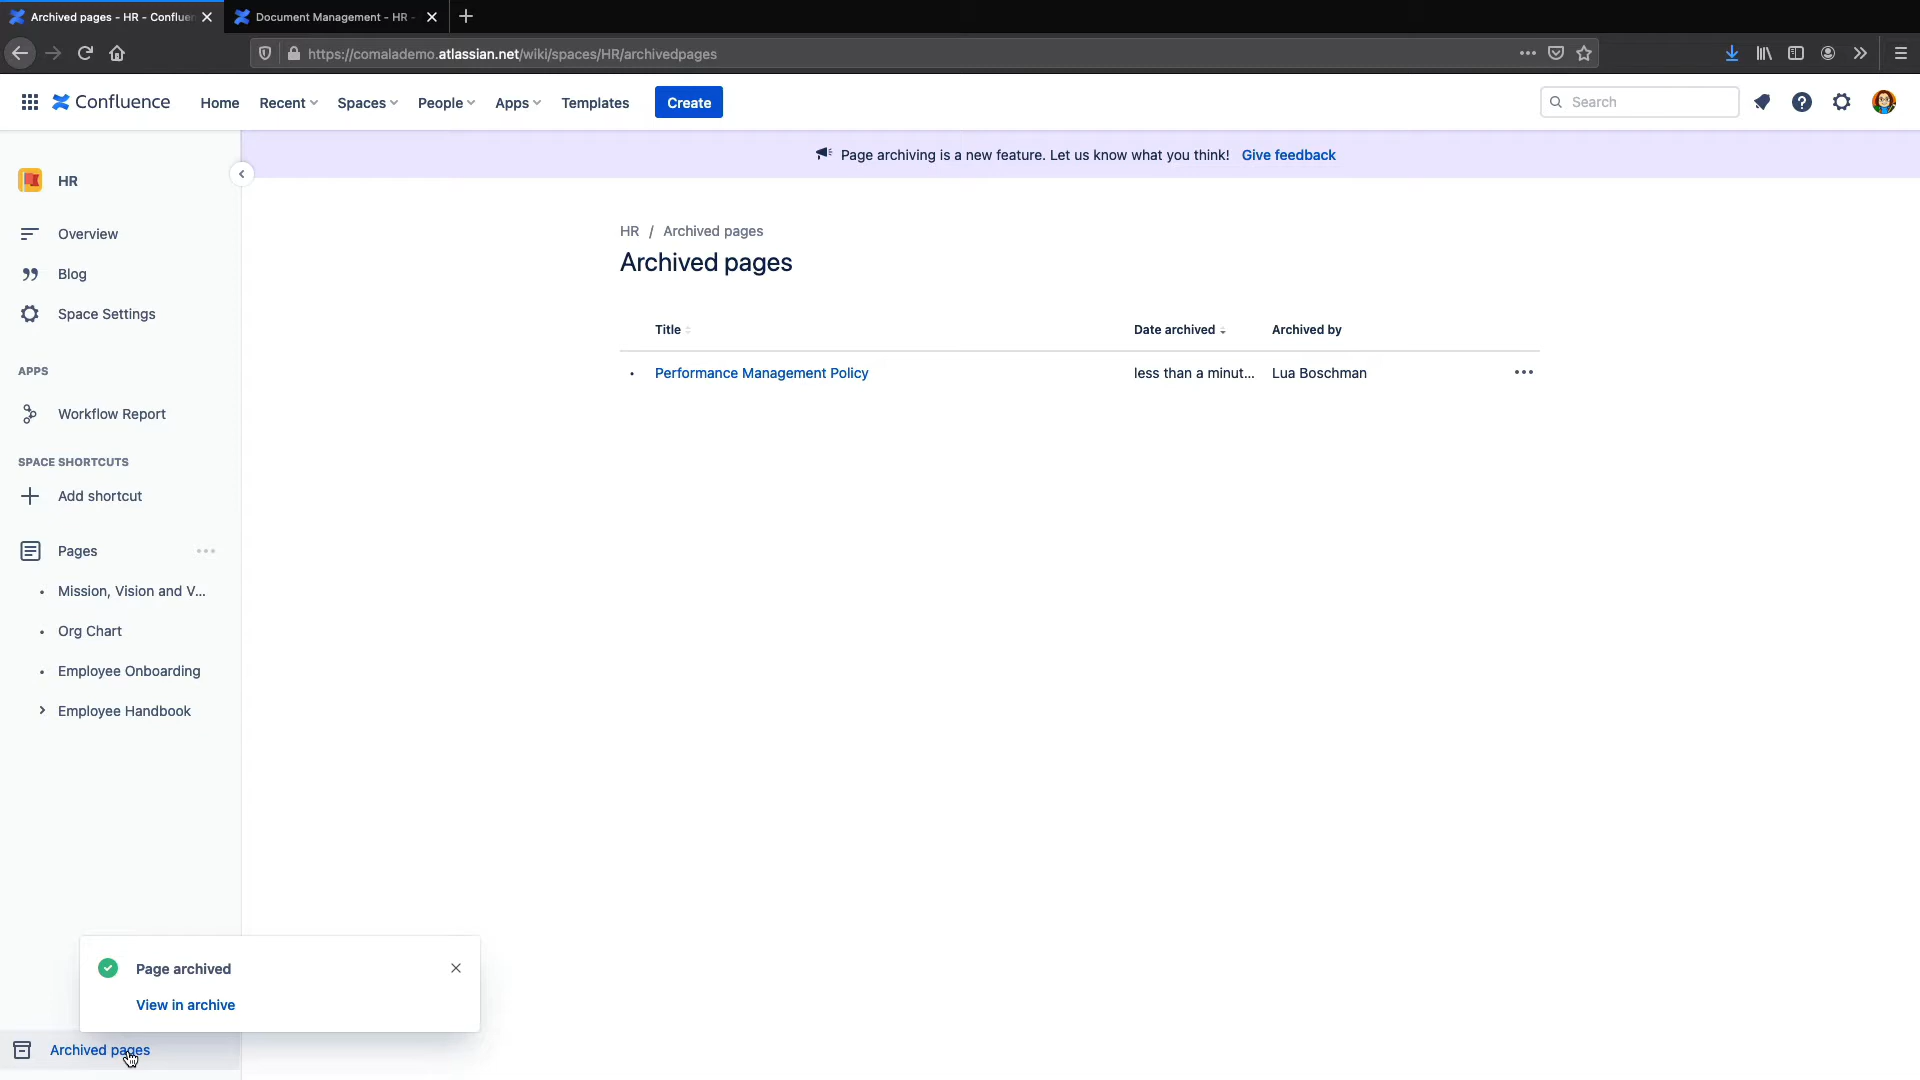 Archived pages - HR - Confluen
Document Management - HR -
https://comalademo.atlassian.net/wiki/spaces/HR/archivedpages
Confluence
Home
Recent
Spaces
People
Apps
Templates
Create
Search
Page archiving is a new feature. Let us know what you think! Give feedback
HR
Overview
Blog
Space Settings
APPS
Workflow Report
SPACE SHORTCUTS
Add shortcut
Pages
Mission, Vision and V...
Org Chart
Employee Onboarding
Employee Handbook
HR / Archived pages
Archived pages
Title
Date archived
Archived by
Performance Management Policy
less than a minut...
Lua Boschman
Page archived
View in archive
Archived pages